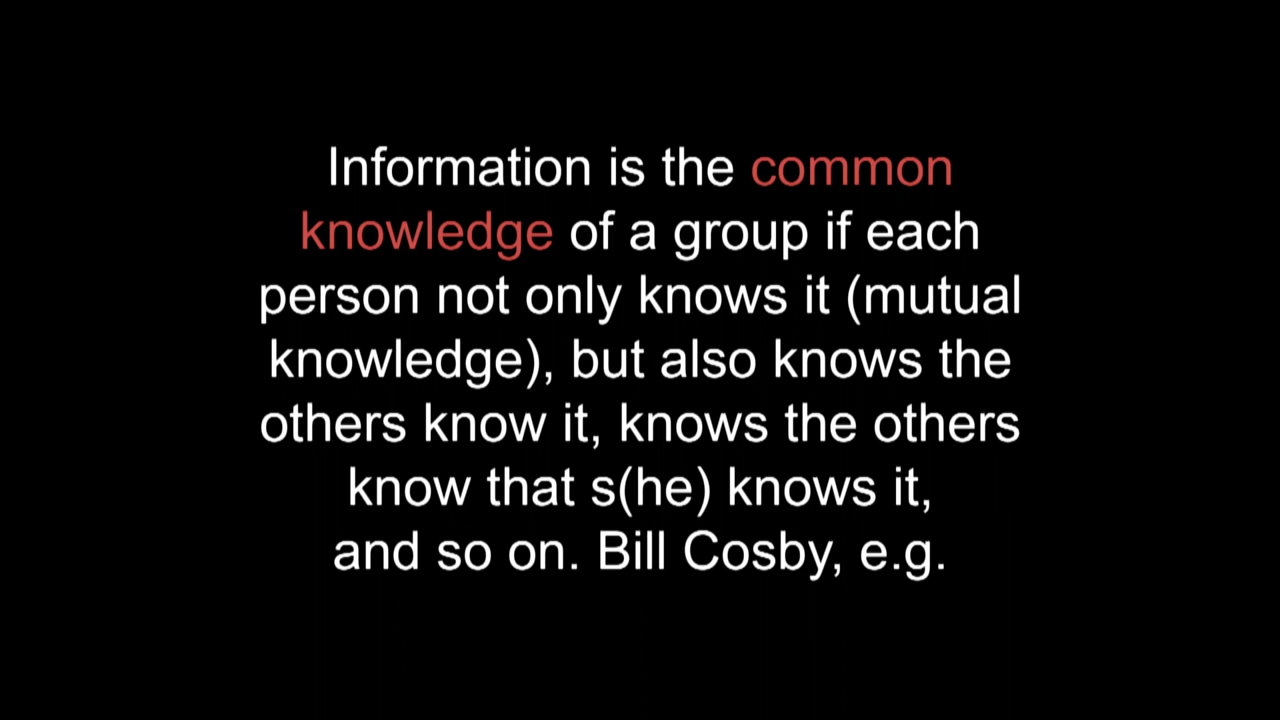 Information is the common
knowledge of a group if each
person not only knows it (mutual
knowledge), but also knows the
others know it, knows the others
know that s(he) knows it,
and so on. Bill Cosby, e.g.